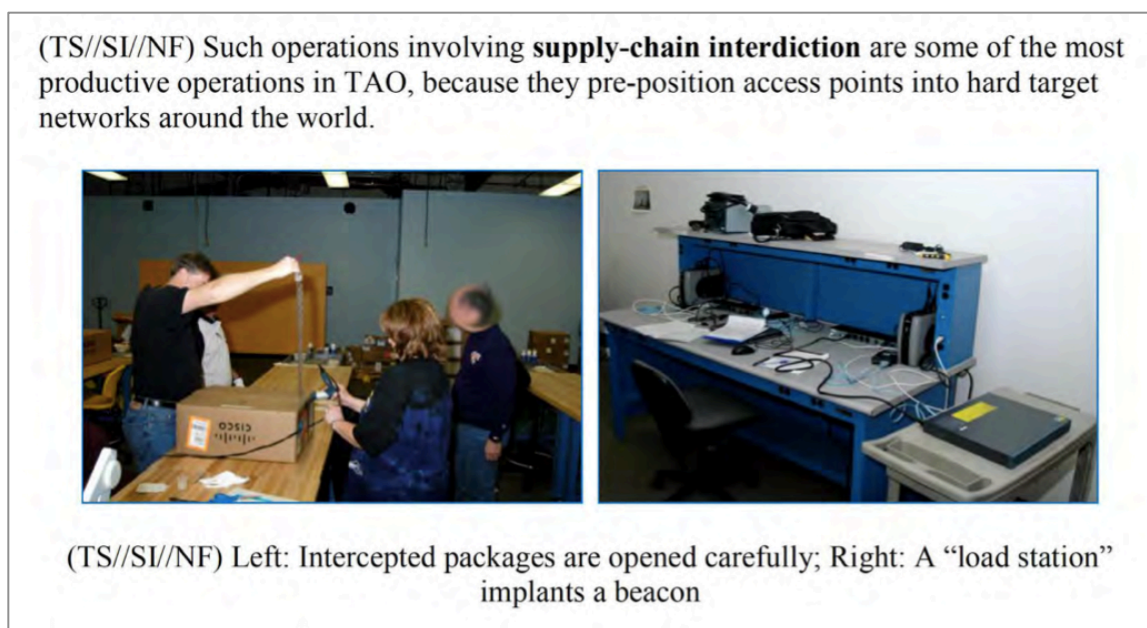 (TS//SI//NF) Such operations involving supply-chain interdiction are some of the most
productive operations in TAO, because they pre-position access points into hard target
networks around the world.
CISCO
(TS//SI//NF) Left: Intercepted packages are opened carefully; Right: A “load station”
implants a beacon